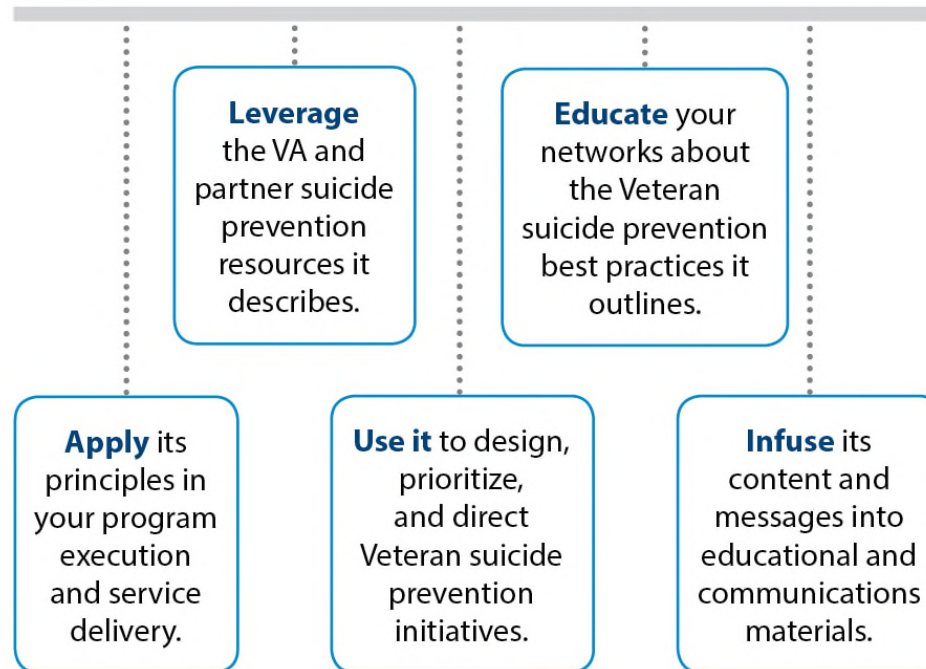 Leverage
the VA and
partner suicide
prevention
resources it
describes.
Educate your
networks about
the Veteran
suicide prevention
best practices it
outlines.
Apply its
principles in
your program
execution
and service
delivery.
Use it to design,
prioritize,
and direct
Veteran suicide
prevention
initiatives.
Infuse its
content and
messages into
educational and
communications
materials.